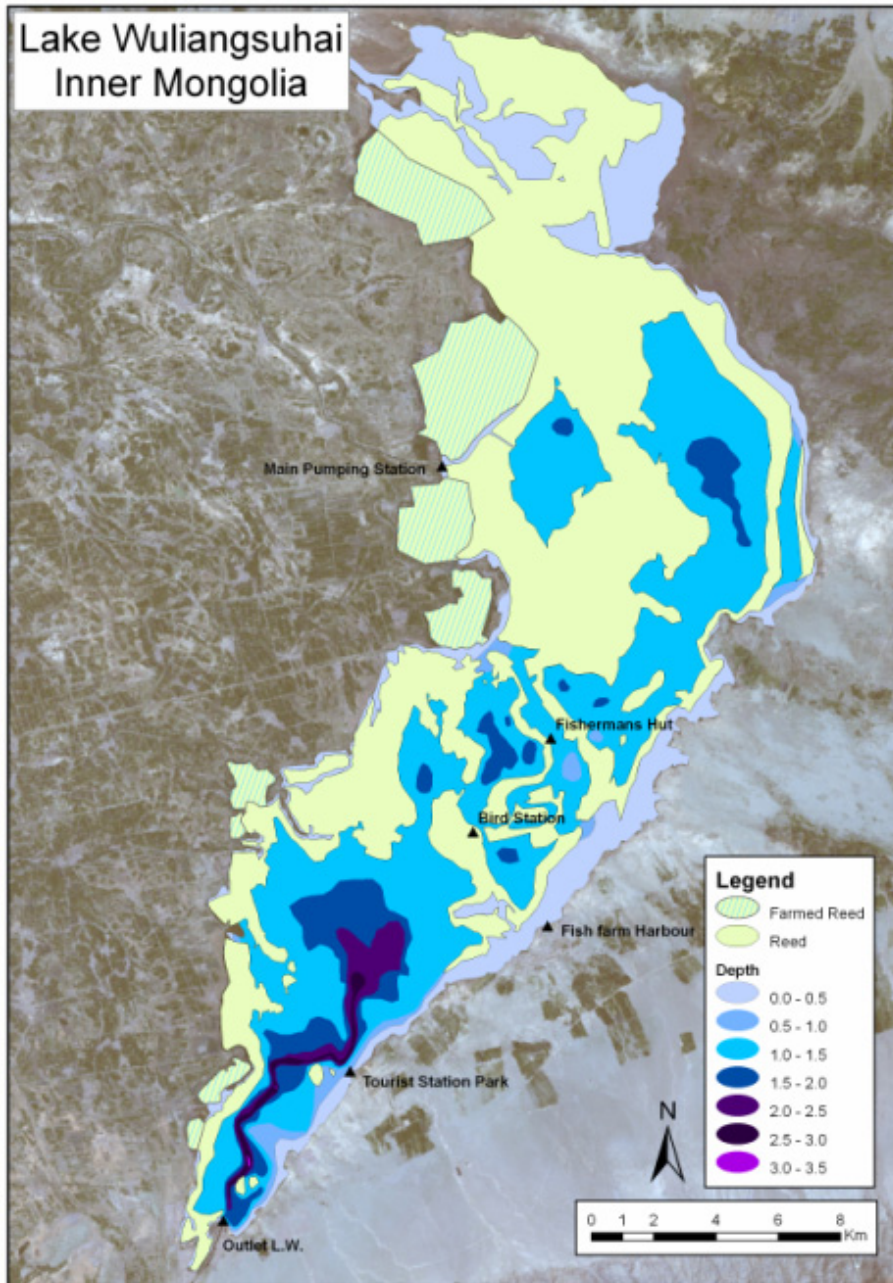 Lake Wuliangsuhai
Inner Mongolia
Main Pumping Station
Fishermans Hut
Bird Station
Fish farm Harbour
Tourist Station Park
Outlet L.W.
Legend
Farmed Reed
Reed
Depth
0.0 - 0.5
0.5 - 1.0
1.0 - 1.5
1.5 - 2.0
2.0 - 2.5
2.5 - 3.0
3.0 - 3.5
N
0 1 2 4 6 8
Km